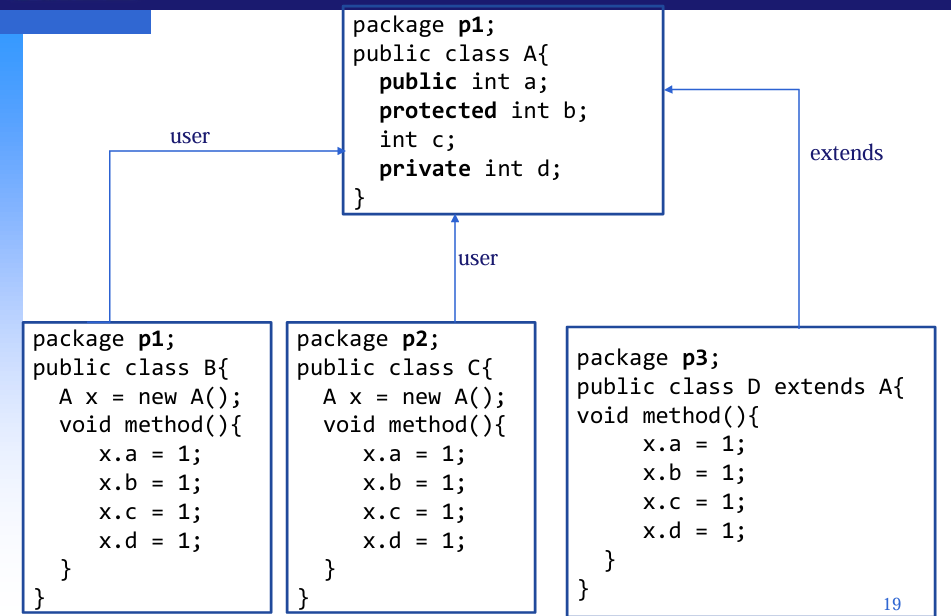 package p1;
public class A{
public int a;
protected int b;
int c;
private int d;
}
user
extends
user
package p1;
public class B{
A x = new A();
void method(){
x.a = 1;
x.b = 1;
x.c = 1;
x.d = 1;
}
}
package p2;
public class C{
A x = new A();
void method(){
x.a = 1;
x.b = 1;
x.c = 1;
x.d = 1;
}
}
package p3;
public class D extends A{
void method(){
x.a = 1;
x.b = 1;
x.c = 1;
x.d = 1;
}
}
19